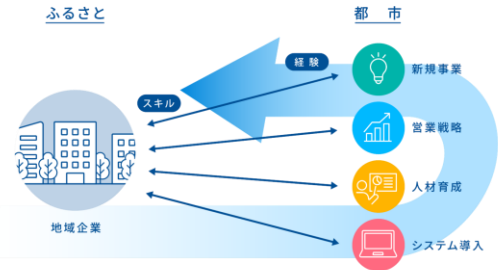 ふるさと
都 市
経験
新規事業
スキル
営業戦略
人材育成
地域企業
システム導入